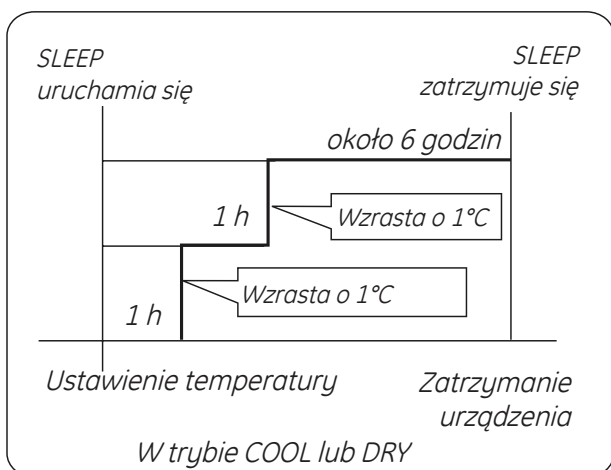 SLEEP
uruchamia się
SLEEP
zatrzymuje się
około 6 godzin
1 h
Wzrasta o 1°C
Wzrasta o 1°C
1 h
Ustawienie temperatury
Zatrzymanie
urządzenia
W trybie COOL lub DRY